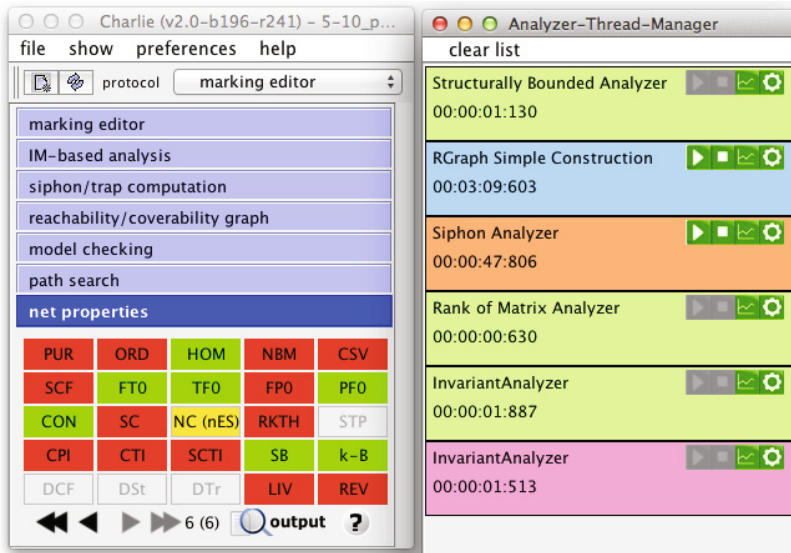 Charlie (v2.0-b196-r241) – 5-10_p...
file show preferences help
protocol marking editor
marking editor
IM-based analysis
siphon/trap computation
reachability/coverability graph
model checking
path search
net properties
PUR ORD HOM NBM CSV
SCF FT0 TF0 FP0 PF0
CON SC NC (nES) RKTH STP
CPI CTI SCTI SB k-B
DCF DSt DTr LIV REV
6 (6) output ?
Analyzer-Thread-Manager
clear list
Structurally Bounded Analyzer
00:00:01:130
RGraph Simple Construction
00:03:09:603
Siphon Analyzer
00:00:47:806
Rank of Matrix Analyzer
00:00:00:630
InvariantAnalyzer
00:00:01:887
InvariantAnalyzer
00:00:01:513